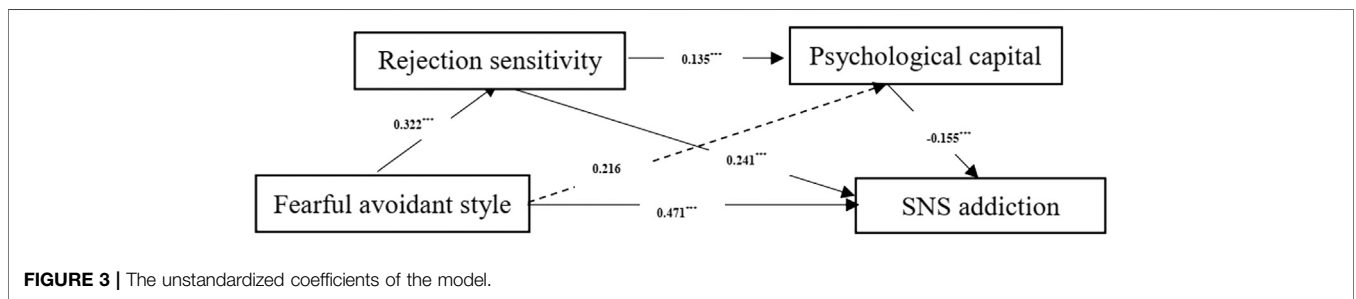 Rejection sensitivity
0.135***
Psychological capital
0.322***
0.216
0.241***
-0.155***
Fearful avoidant style
0.471***
SNS addiction
FIGURE 3 | The unstandardized coefficients of the model.